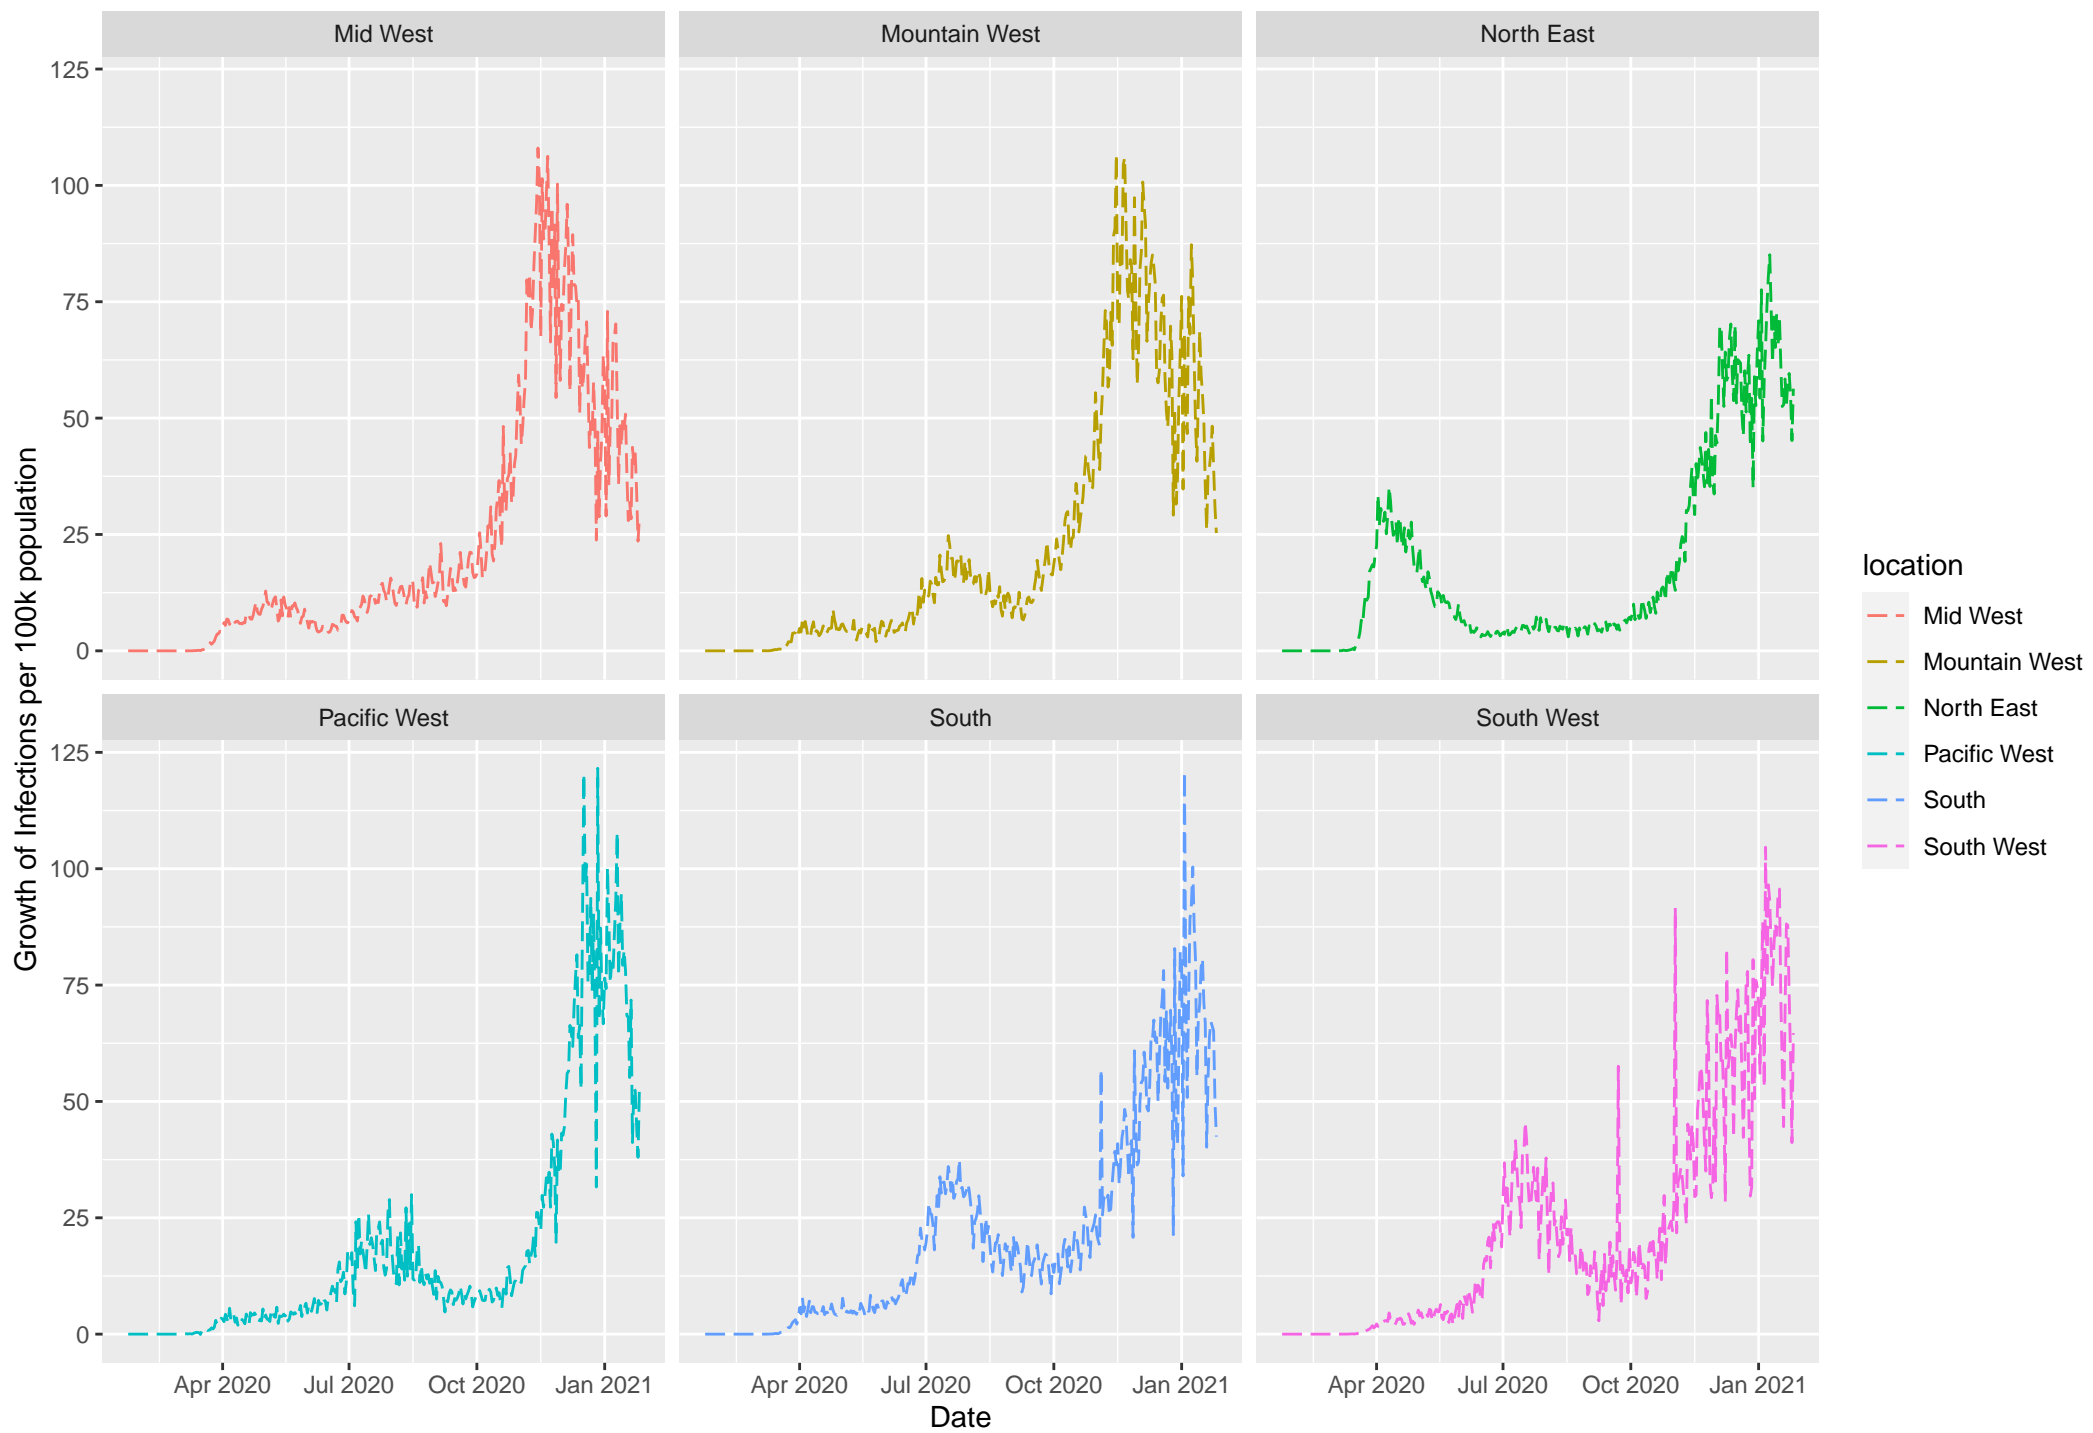 Mid West
Mountain West
North East
125
100
75
50
25
0
Pacific West
South
South West
125
100
75
50
25
0
Apr 2020
Jul 2020
Oct 2020
Jan 2021
Apr 2020
Jul 2020
Oct 2020
Jan 2021
Apr 2020
Jul 2020
Oct 2020
Jan 2021
Date
Growth of Infections per 100k population
location
Mid West
Mountain West
North East
Pacific West
South
South West